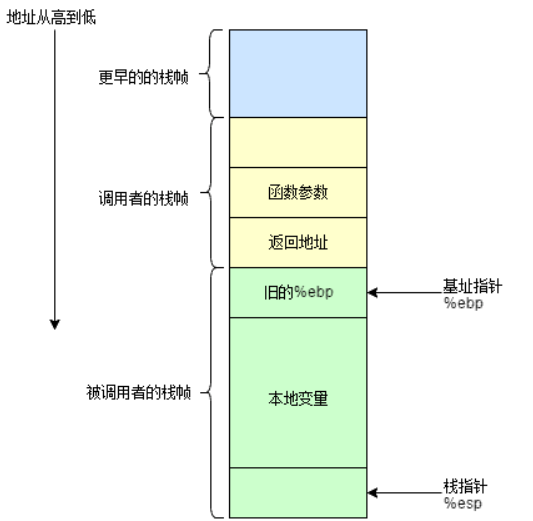 地址从高到低
更早的的栈帧
调用者的栈帧
函数参数
返回地址
旧的%ebp
基址指针
%ebp
被调用者的栈帧
本地变量
栈指针
%esp